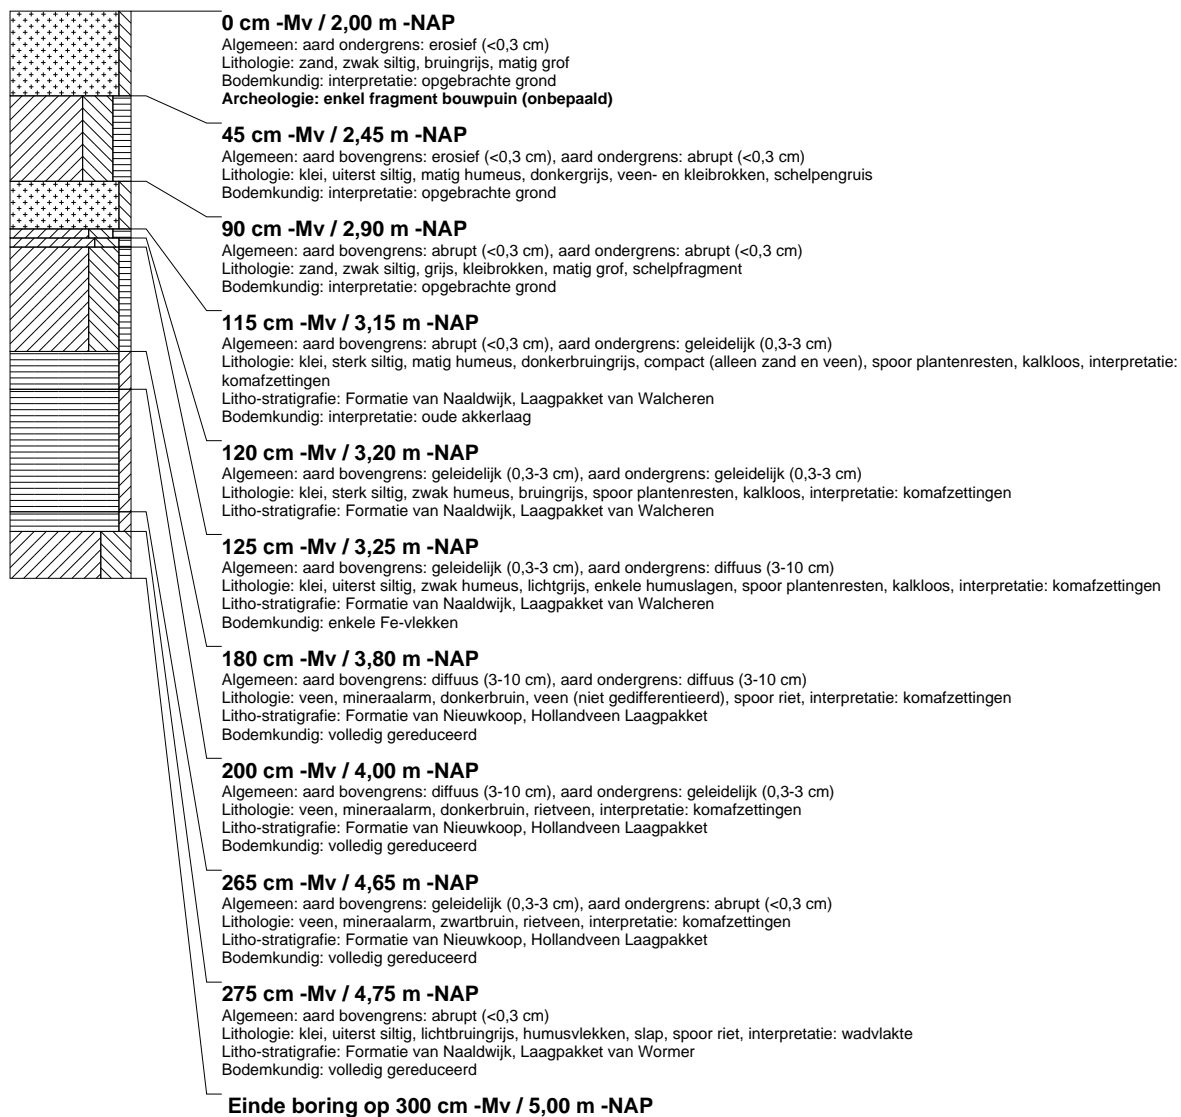 0 cm -Mv / 2,00 m -NAP
Algemeen: aard ondergrens: erosief (<0,3 cm)
Lithologie: zand, zwak siltig, bruingrijs, matig grof
Bodemkundig: interpretatie: opgebrachte grond
Archeologie: enkel fragment bouwpuin (onbepaald)
45 cm -Mv / 2,45 m -NAP
Algemeen: aard bovengrens: erosief (<0,3 cm), aard ondergrens: abrupt (<0,3 cm)
Lithologie: klei, uiterst siltig, matig humeus, donkergrijs, veen- en kleibrokken, schelpengruis
Bodemkundig: interpretatie: opgebrachte grond
90 cm -Mv / 2,90 m -NAP
Algemeen: aard bovengrens: abrupt (<0,3 cm), aard ondergrens: abrupt (<0,3 cm)
Lithologie: zand, zwak siltig, grijs, kleibrokken, matig grof, schelpfragment
Bodemkundig: interpretatie: opgebrachte grond
115 cm -Mv / 3,15 m -NAP
Algemeen: aard bovengrens: abrupt (<0,3 cm), aard ondergrens: geleidelijk (0,3-3 cm)
Lithologie: klei, sterk siltig, matig humeus, donkerbruingrijs, compact (alleen zand en veen), spoor plantenresten, kalkloos, interpretatie:
komafzettingen
Litho-stratigrafie: Formatie van Naaldwijk, Laagpakket van Walcheren
Bodemkundig: interpretatie: oude akkerlaag
120 cm -Mv / 3,20 m -NAP
Algemeen: aard bovengrens: geleidelijk (0,3-3 cm), aard ondergrens: geleidelijk (0,3-3 cm)
Lithologie: klei, sterk siltig, zwak humeus, bruingrijs, spoor plantenresten, kalkloos, interpretatie: komafzettingen
Litho-stratigrafie: Formatie van Naaldwijk, Laagpakket van Walcheren
125 cm -Mv / 3,25 m -NAP
Algemeen: aard bovengrens: geleidelijk (0,3-3 cm), aard ondergrens: diffuus (3-10 cm)
Lithologie: klei, uiterst siltig, zwak humeus, lichtgrijs, enkele humuslagen, spoor plantenresten, kalkloos, interpretatie: komafzettingen
Litho-stratigrafie: Formatie van Naaldwijk, Laagpakket van Walcheren
Bodemkundig: enkele Fe-vlekken
180 cm -Mv / 3,80 m -NAP
Algemeen: aard bovengrens: diffuus (3-10 cm), aard ondergrens: diffuus (3-10 cm)
Lithologie: veen, mineraalarm, donkerbruin, veen (niet gedifferentieerd), spoor riet, interpretatie: komafzettingen
Litho-stratigrafie: Formatie van Nieuwkoop, Hollandveen Laagpakket
Bodemkundig: volledig gereduceerd
200 cm -Mv / 4,00 m -NAP
Algemeen: aard bovengrens: diffuus (3-10 cm), aard ondergrens: geleidelijk (0,3-3 cm)
Lithologie: veen, mineraalarm, donkerbruin, rietveen, interpretatie: komafzettingen
Litho-stratigrafie: Formatie van Nieuwkoop, Hollandveen Laagpakket
Bodemkundig: volledig gereduceerd
265 cm -Mv / 4,65 m -NAP
Algemeen: aard bovengrens: geleidelijk (0,3-3 cm), aard ondergrens: abrupt (<0,3 cm)
Lithologie: veen, mineraalarm, zwartbruin, rietveen, interpretatie: komafzettingen
Litho-stratigrafie: Formatie van Nieuwkoop, Hollandveen Laagpakket
Bodemkundig: volledig gereduceerd
275 cm -Mv / 4,75 m -NAP
Algemeen: aard bovengrens: abrupt (<0,3 cm)
Lithologie: klei, uiterst siltig, lichtbruingrijs, humusvlekken, slap, spoor riet, interpretatie: wadvlakte
Litho-stratigrafie: Formatie van Naaldwijk, Laagpakket van Wormer
Bodemkundig: volledig gereduceerd
Einde boring op 300 cm -Mv / 5,00 m -NAP